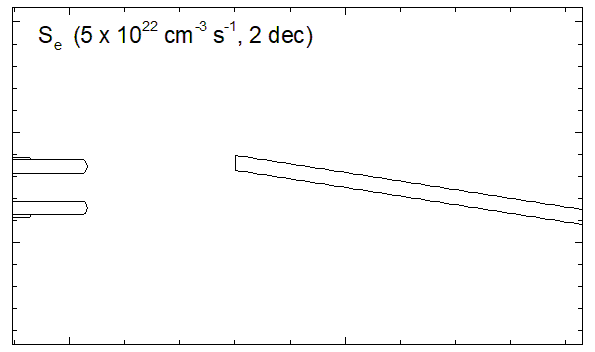 Sₑ (5 x 10²² cm⁻³ s⁻¹, 2 dec)